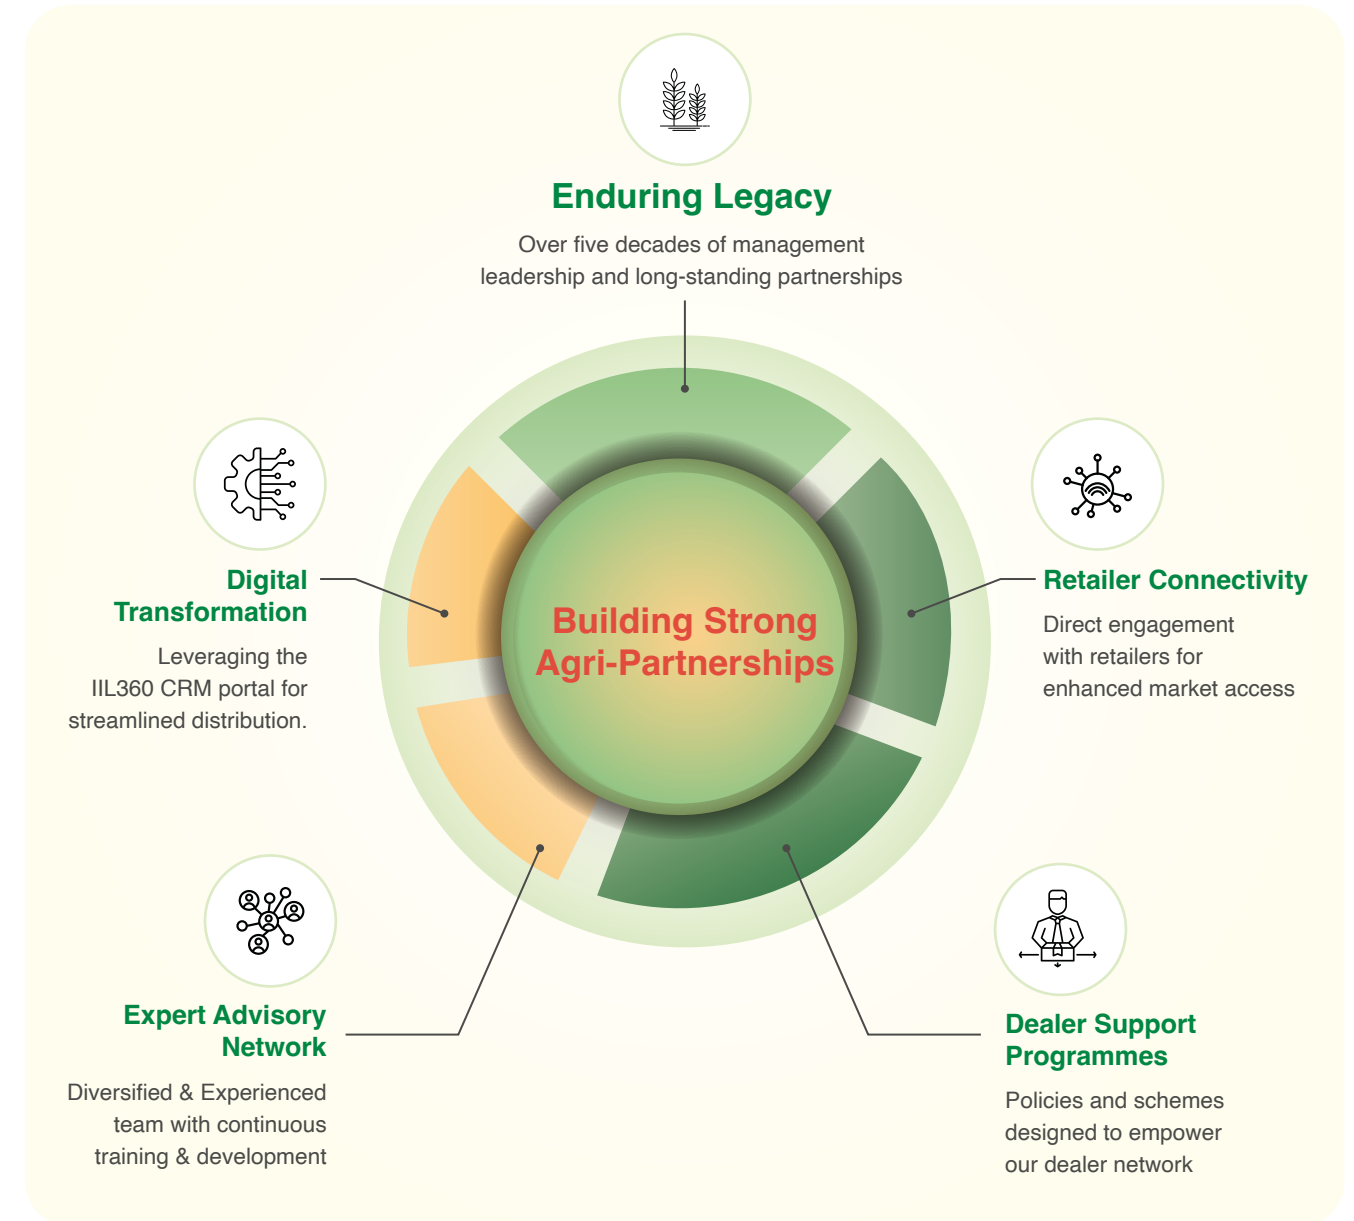 Enduring Legacy
Over five decades of management
leadership and long-standing partnerships
Digital
Transformation
Leveraging the
IIL360 CRM portal for
streamlined distribution.
Building Strong
Agri-Partnerships
Retailer Connectivity
Direct engagement
with retailers for
enhanced market access
Expert Advisory
Network
Diversified & Experienced
team with continuous
training & development
Dealer Support
Programmes
Policies and schemes
designed to empower
our dealer network